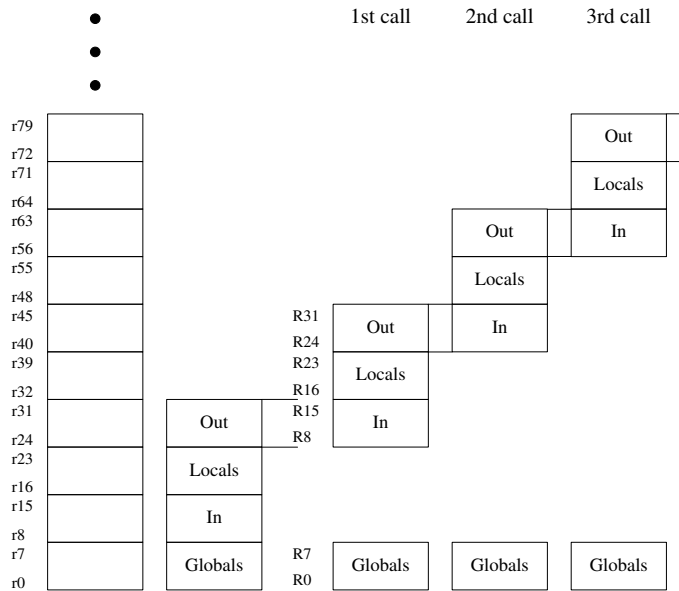 1st call 2nd call 3rd call
r79
Out
r72
r71
Locals
r64
r63
Out In
r56
r55
Locals
r48
r45 R31
Out In
r40 R24
r39 R23
Locals
r32 R16
r31 R15
Out In
r24 R8
r23
Locals
r16
r15
In
r8
r7 R7
Globals Globals Globals Globals
r0 R0